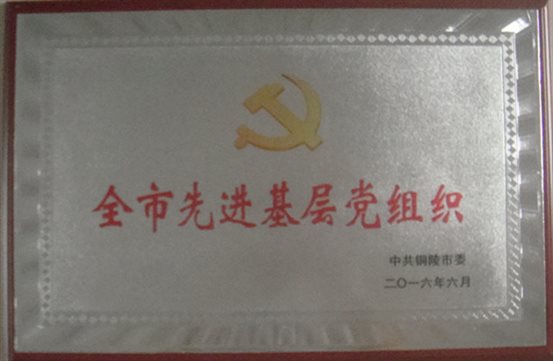 全市先进基层党组织
中共铜陵市委
二〇一六年六月